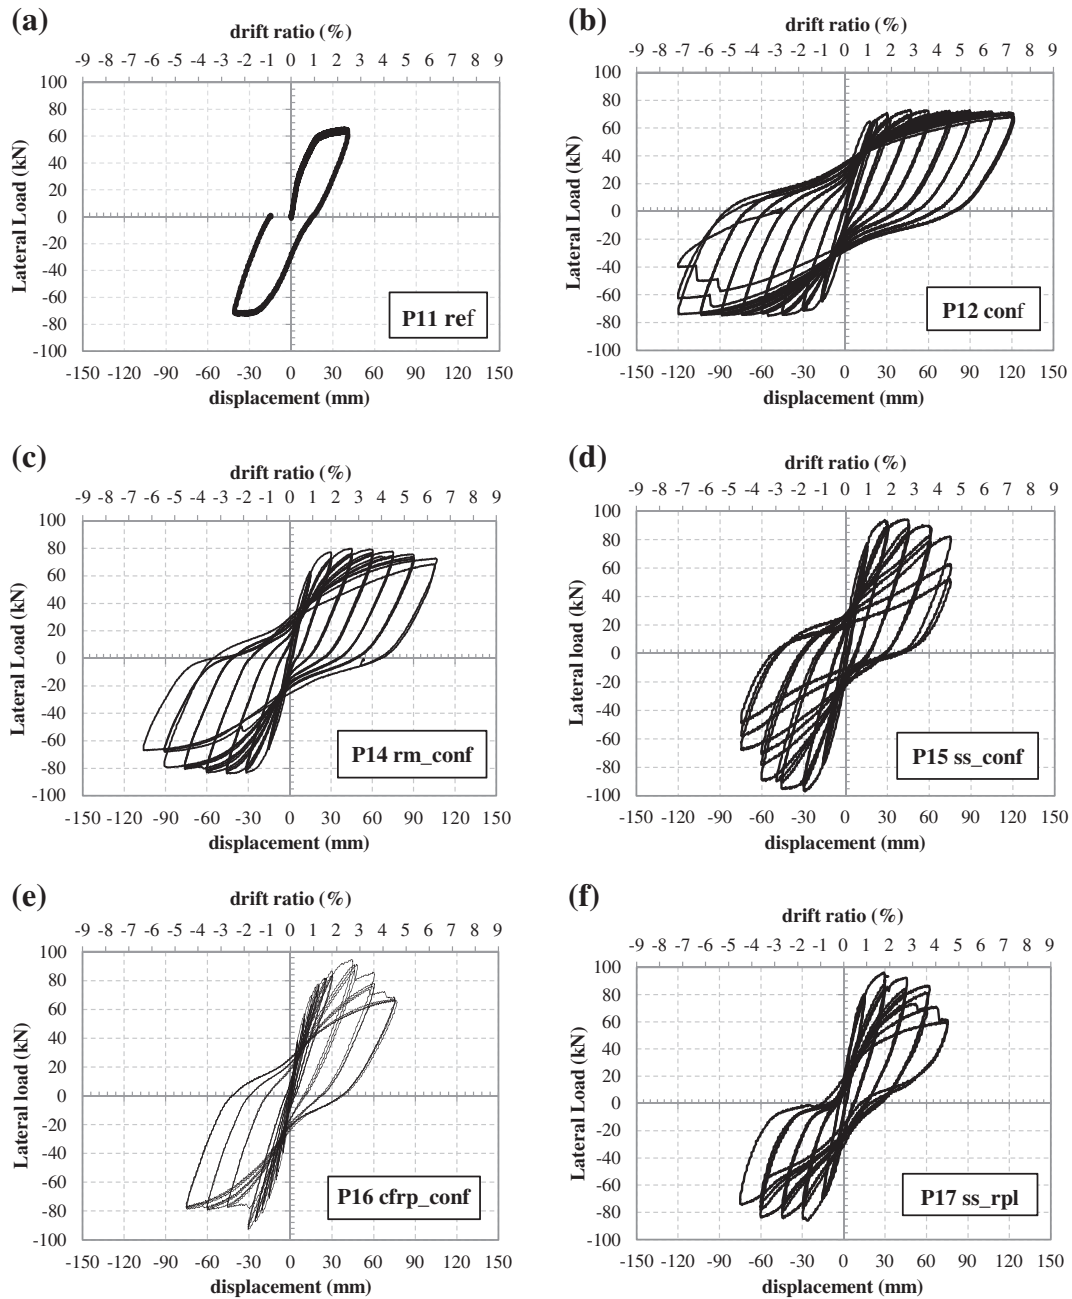 (a)
drift ratio (%)
-9 -8 -7 -6 -5 -4 -3 -2 -1 0 1 2 3 4 5 6 7 8 9
100
80
60
40
20
0
-20
-40
-60
-80
-100
Lateral Load (kN)
P11 ref
-150 -120 -90 -60 -30 0 30 60 90 120 150
displacement (mm)
(b)
drift ratio (%)
-9 -8 -7 -6 -5 -4 -3 -2 -1 0 1 2 3 4 5 6 7 8 9
100
80
60
40
20
0
-20
-40
-60
-80
-100
Lateral Load (kN)
P12 conf
-150 -120 -90 -60 -30 0 30 60 90 120 150
displacement (mm)
(c)
drift ratio (%)
-9 -8 -7 -6 -5 -4 -3 -2 -1 0 1 2 3 4 5 6 7 8 9
100
80
60
40
20
0
-20
-40
-60
-80
-100
Lateral Load (kN)
P14 rm_conf
-150 -120 -90 -60 -30 0 30 60 90 120 150
displacement (mm)
(d)
drift ratio (%)
-9 -8 -7 -6 -5 -4 -3 -2 -1 0 1 2 3 4 5 6 7 8 9
100
80
60
40
20
0
-20
-40
-60
-80
-100
Lateral load (kN)
P15 ss_conf
-150 -120 -90 -60 -30 0 30 60 90 120 150
displacement (mm)
(e)
drift ratio (%)
-9 -8 -7 -6 -5 -4 -3 -2 -1 0 1 2 3 4 5 6 7 8 9
100
80
60
40
20
0
-20
-40
-60
-80
-100
Lateral load (kN)
P16 cfrp_conf
-150 -120 -90 -60 -30 0 30 60 90 120 150
displacement (mm)
(f)
drift ratio (%)
-9 -8 -7 -6 -5 -4 -3 -2 -1 0 1 2 3 4 5 6 7 8 9
100
80
60
40
20
0
-20
-40
-60
-80
-100
Lateral Load (kN)
P17 ss_rpl
-150 -120 -90 -60 -30 0 30 60 90 120 150
displacement (mm)